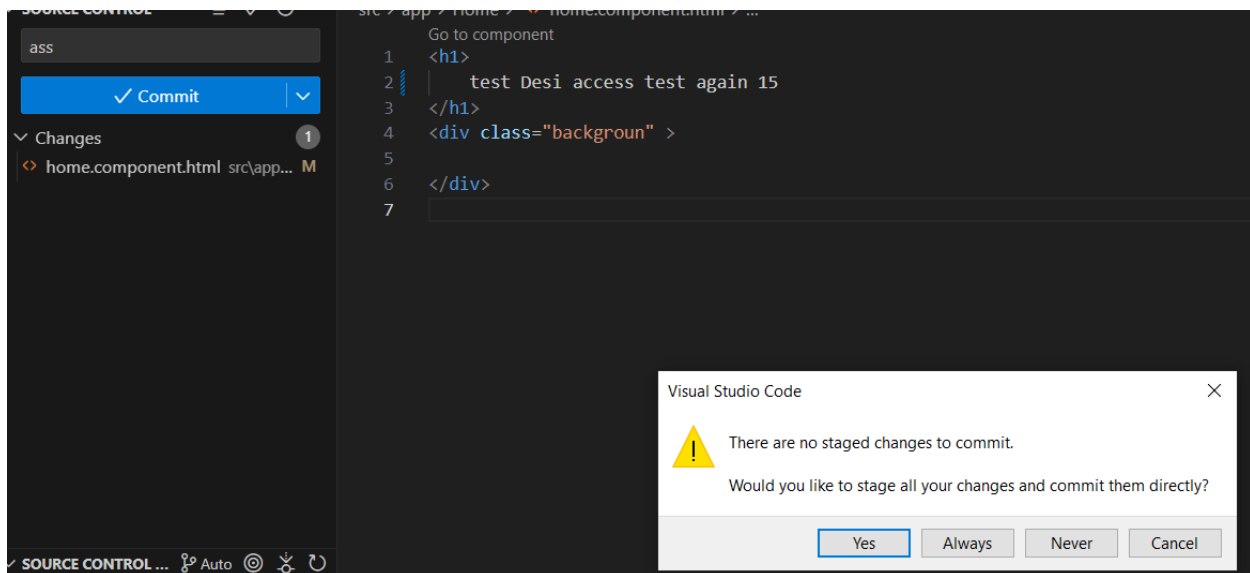 SOURCE CONTROL
src > app > Home > <> home.component.html > ...
ass
Go to component
1 <h1>
2 test Desi access test again 15
Commit
3 </h1>
Changes 1
4 <div class="backgroun" >
<> home.component.html src\app... M
5
6 </div>
7
Visual Studio Code
There are no staged changes to commit.
Would you like to stage all your changes and commit them directly?
Yes Always Never Cancel
SOURCE CONTROL ... Auto